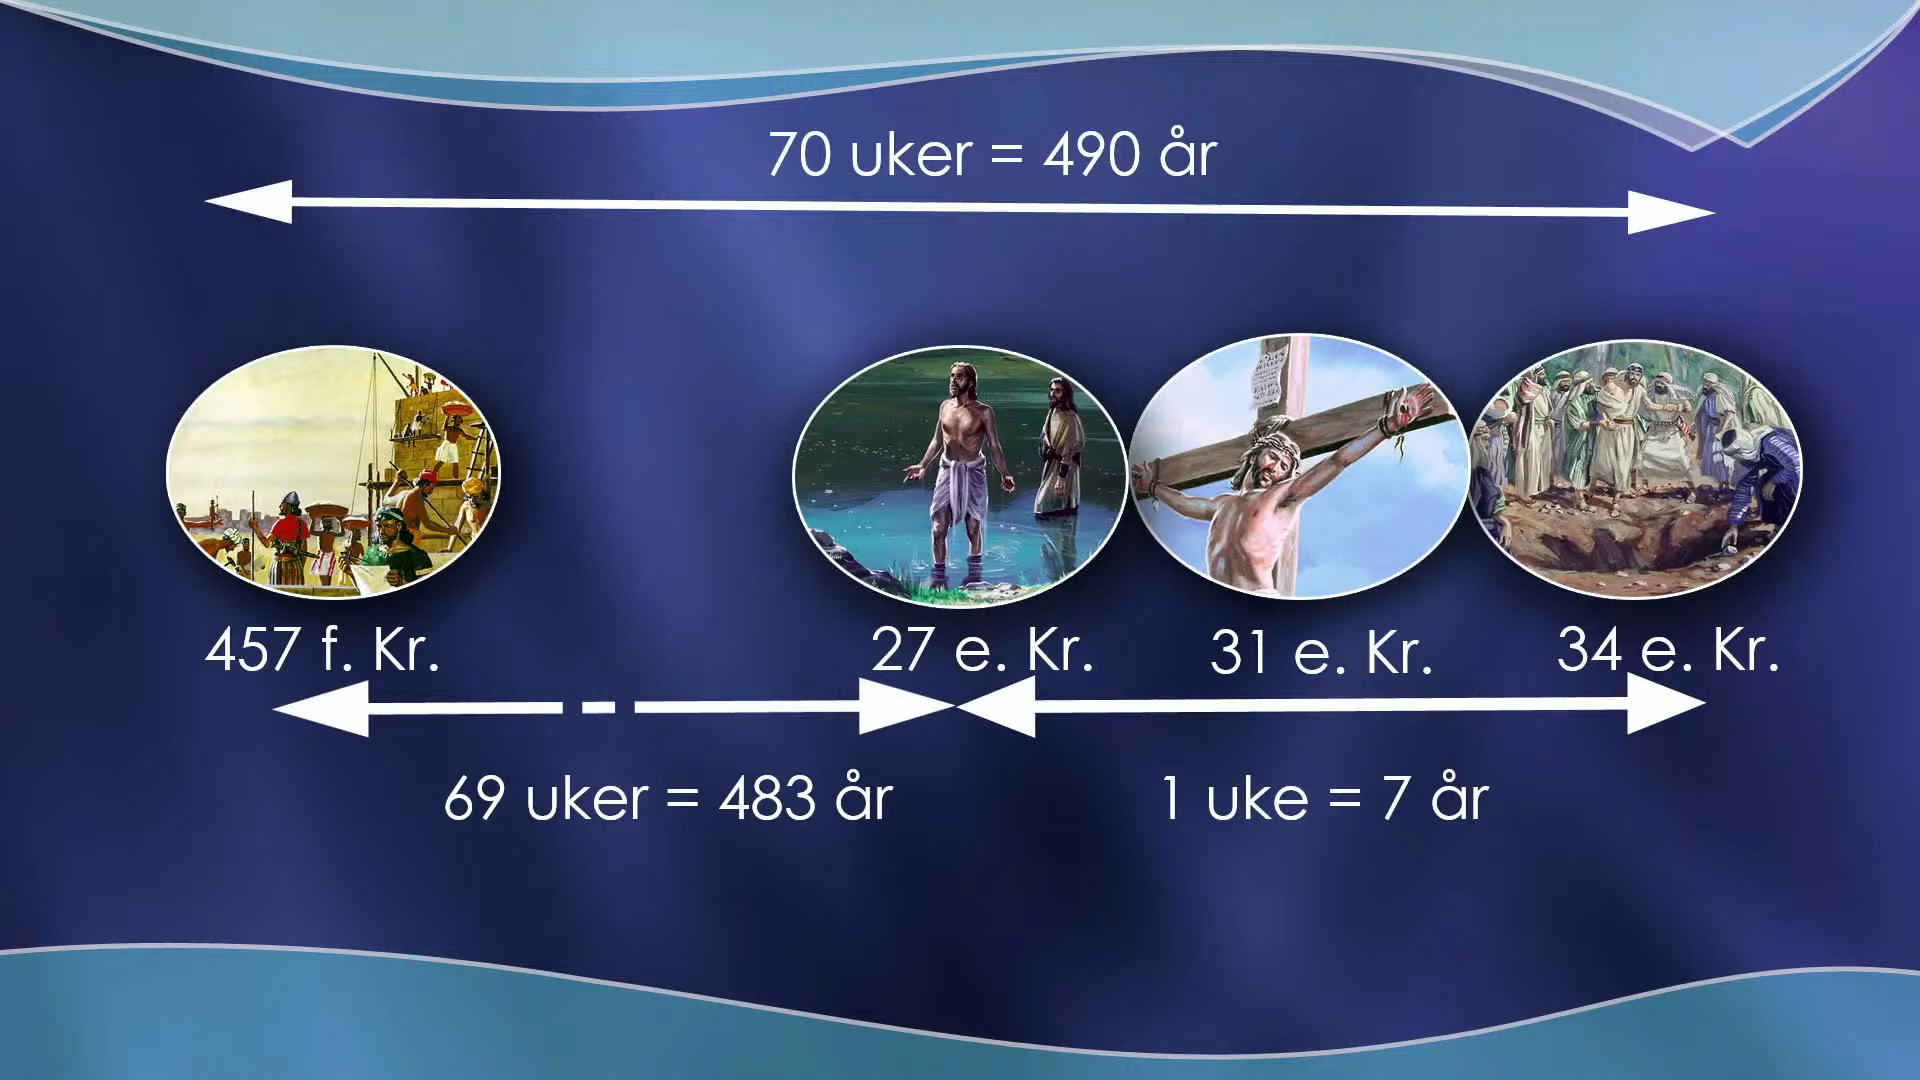 70 uker = 490 år
457 f. Kr.
27 e. Kr.
31 e. Kr.
34 e. Kr.
69 uker = 483 år
1 uke = 7 år